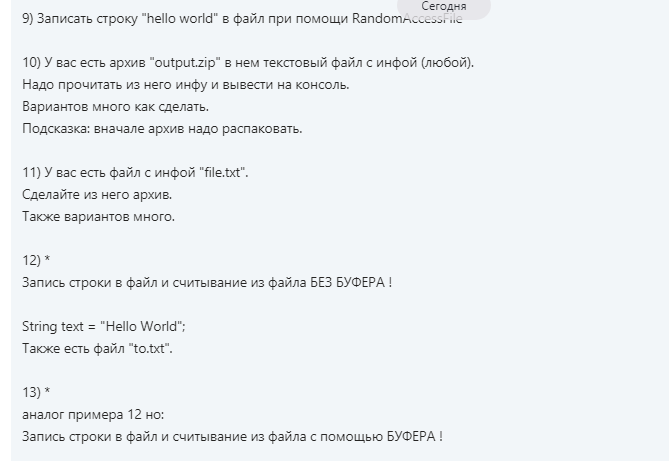 Сегодня
9) Записать строку "hello world" в файл при помощи RandomAccessFile
10) У вас есть архив "output.zip" в нем текстовый файл с инфой (любой).
Надо прочитать из него инфу и вывести на консоль.
Вариантов много как сделать.
Подсказка: вначале архив надо распаковать.
11) У вас есть файл с инфой "file.txt".
Сделайте из него архив.
Также вариантов много.
12) *
Запись строки в файл и считывание из файла БЕЗ БУФЕРА !
String text = "Hello World";
Также есть файл "to.txt".
13) *
аналог примера 12 но:
Запись строки в файл и считывание из файла с помощью БУФЕРА !